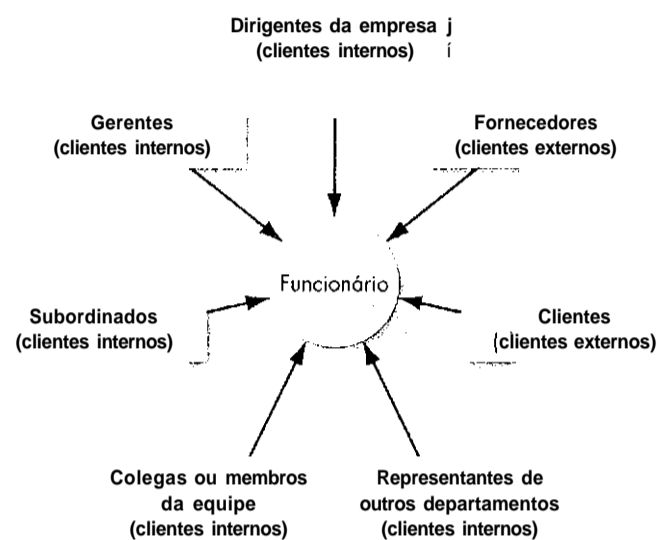 Dirigentes da empresa j
(clientes internos) í
Gerentes
(clientes internos)
Fornecedores
(clientes externos)
Funcionário
Subordinados
(clientes internos)
Clientes
(clientes externos)
Colegas ou membros
da equipe
(clientes internos)
Representantes de
outros departamentos
(clientes internos)